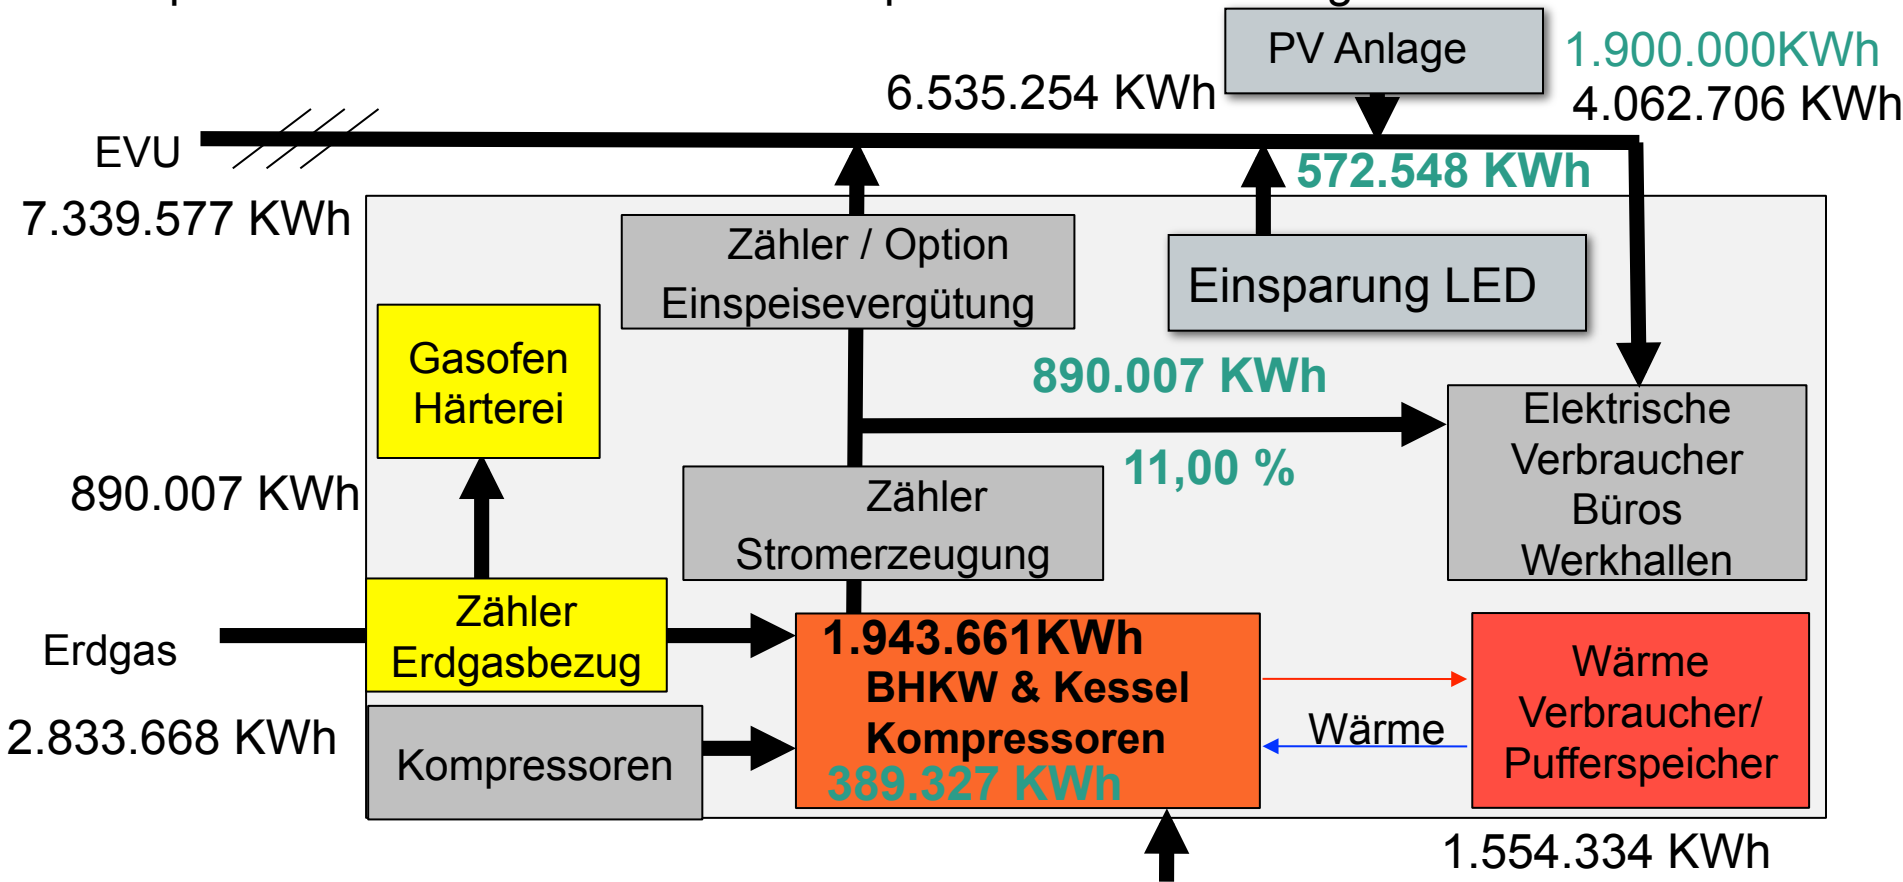 PV Anlage
1.900.000KWh
6.535.254 KWh
4.062.706 KWh
EVU
572.548 KWh
7.339.577 KWh
Zähler / Option
Einspeisevergütung
Einsparung LED
Gasofen
Härterei
890.007 KWh
11,00 %
Elektrische
Verbraucher
Büros
Werkhallen
890.007 KWh
Zähler
Stromerzeugung
Zähler
Erdgasbezug
Erdgas
1.943.661KWh
BHKW & Kessel
Kompressoren
389.327 KWh
Wärme
Wärme
Verbraucher/
Pufferspeicher
2.833.668 KWh
Kompressoren
1.554.334 KWh